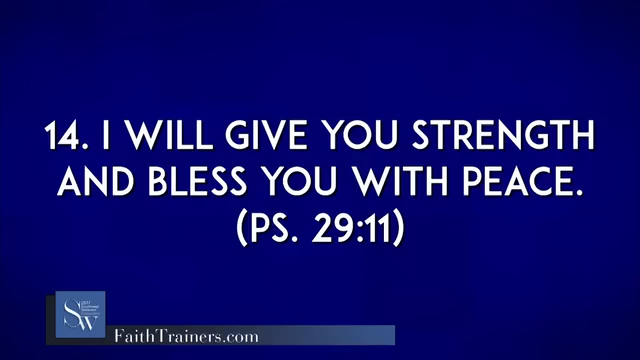 14. I WILL GIVE YOU STRENGTH
AND BLESS YOU WITH PEACE.
(PS. 29:11)
SW
FaithTrainers.com